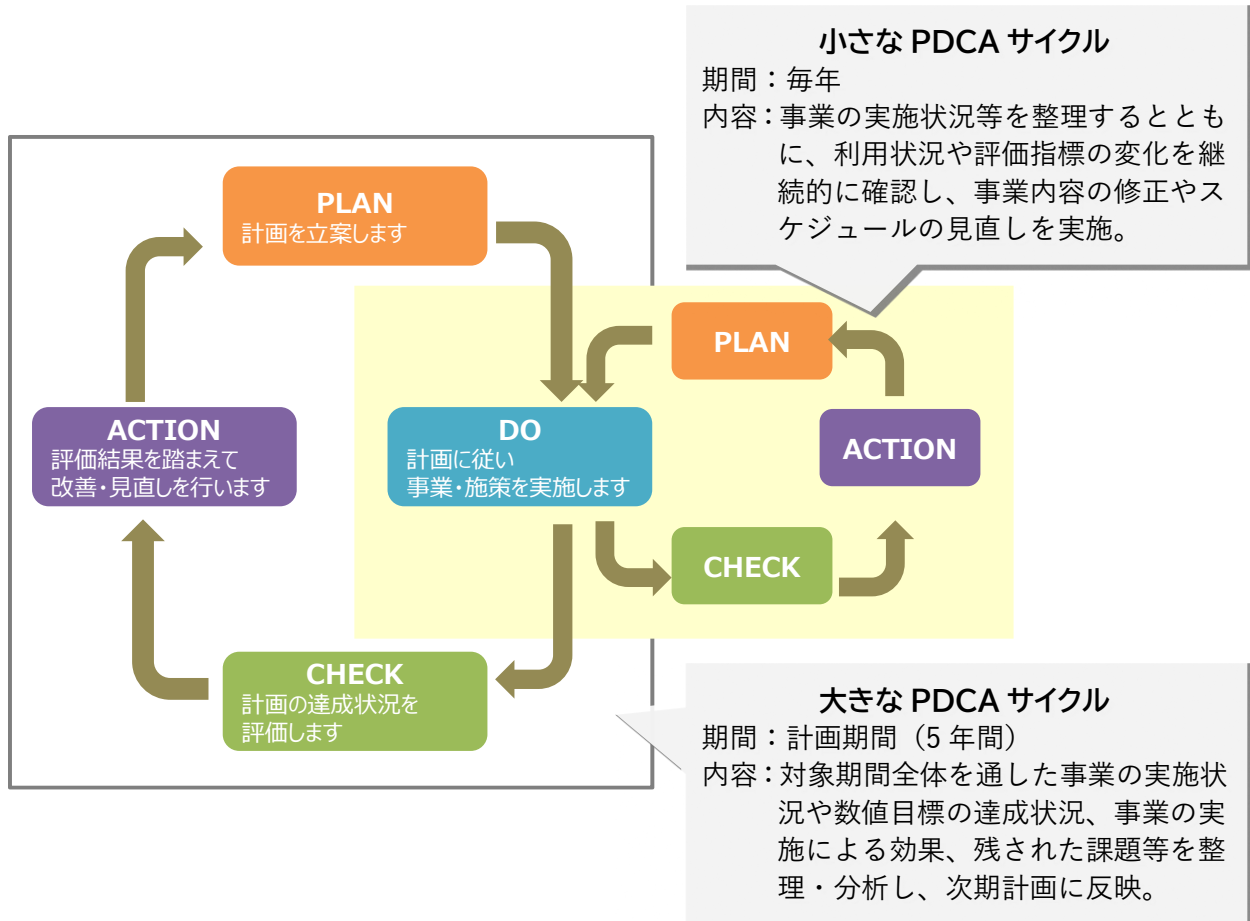 小さな PDCA サイクル
期間：毎年
内容：事業の実施状況等を整理するととも
に、利用状況や評価指標の変化を継
続的に確認し、事業内容の修正やス
ケジュールの見直しを実施。
PLAN
計画を立案します
PLAN
ACTION
評価結果を踏まえて
改善・見直しを行います
DO
計画に従い
事業・施策を実施します
ACTION
CHECK
CHECK
計画の達成状況を
評価します
大きな PDCA サイクル
期間：計画期間（5 年間）
内容：対象期間全体を通した事業の実施状
況や数値目標の達成状況、事業の実
施による効果、残された課題等を整
理・分析し、次期計画に反映。